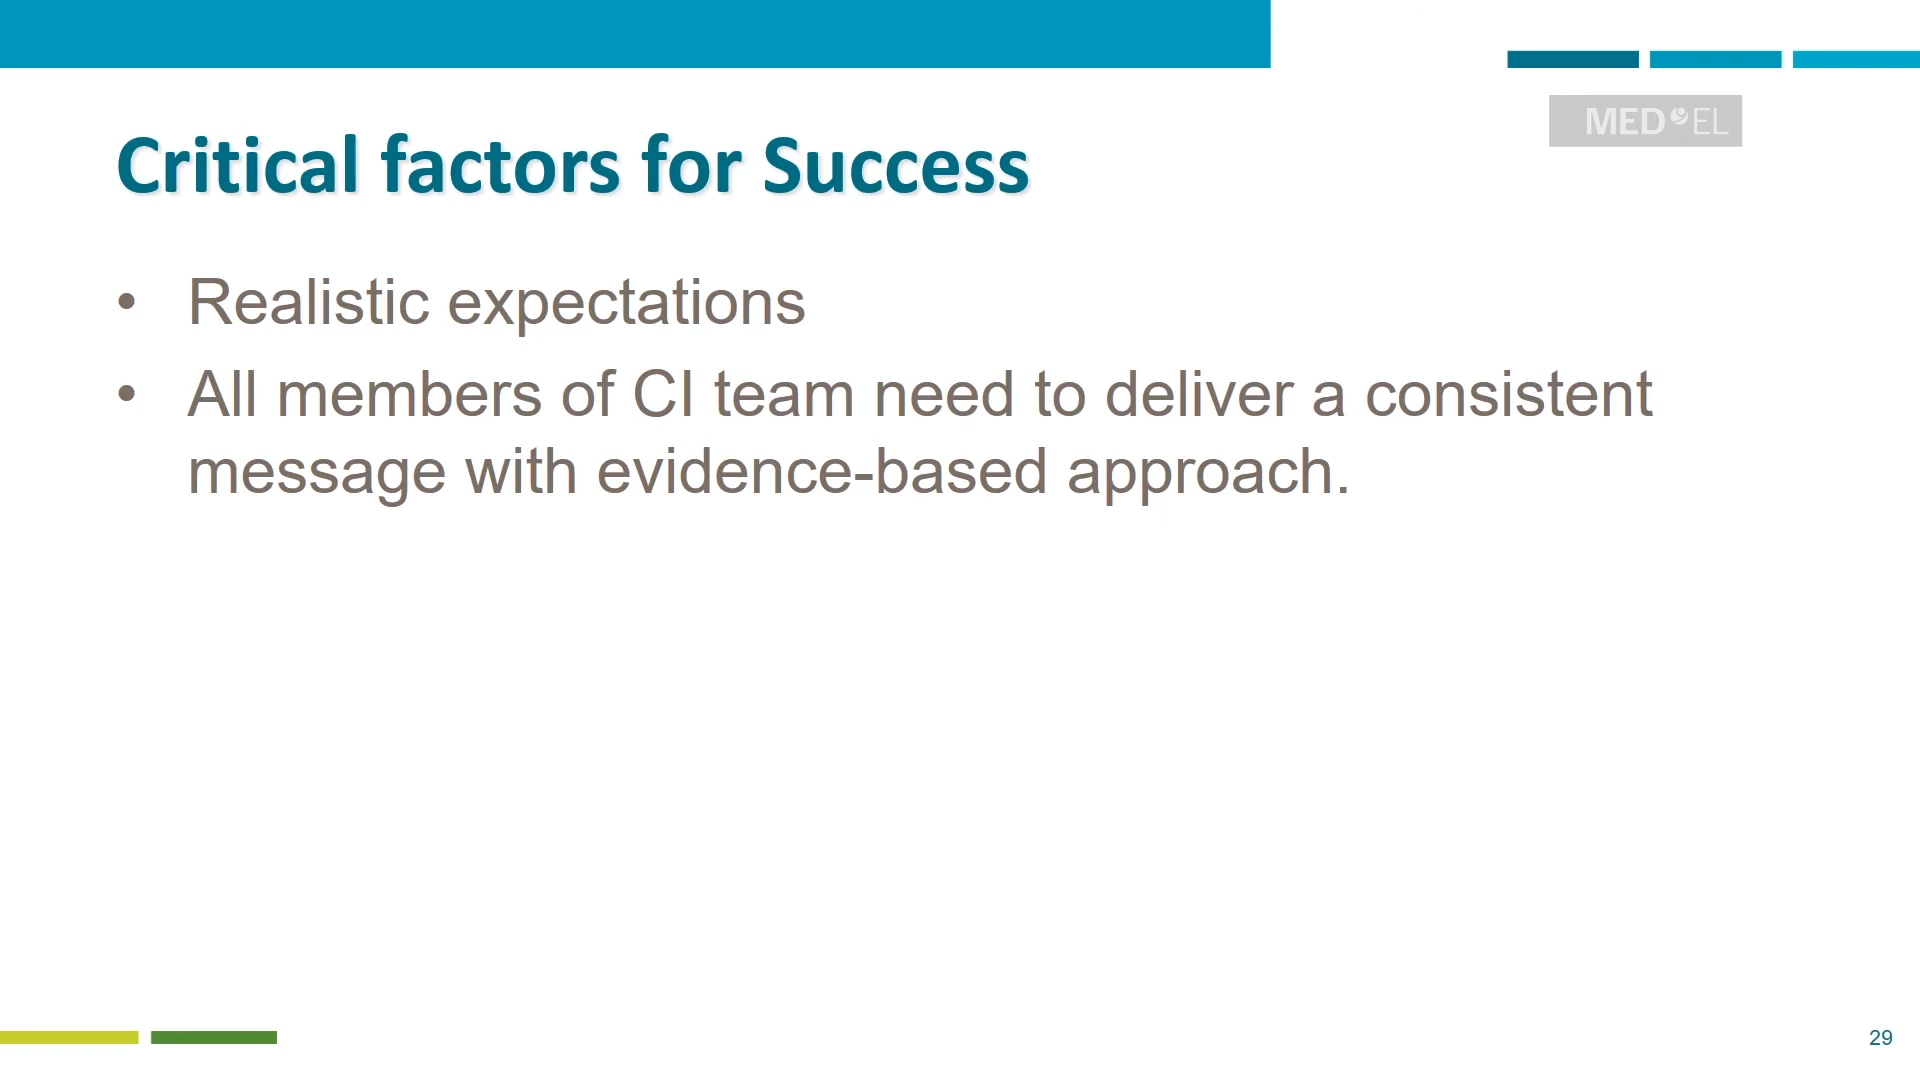 MED EL
Critical factors for Success
• Realistic expectations
• All members of CI team need to deliver a consistent
message with evidence-based approach.
29